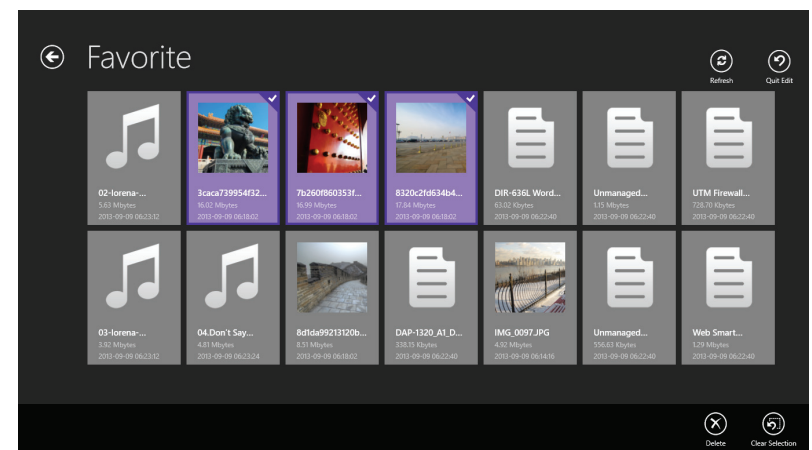 Favorite
Refresh
Quit Edit
02-lorena-...
5.63 Mbytes
2013-09-09 06:23:12
3caca739954f32...
16.02 Mbytes
2013-09-09 06:18:02
7b260f860353f...
16.99 Mbytes
2013-09-09 06:18:02
8320c2fd634b4...
17.84 Mbytes
2013-09-09 06:18:02
DIR-636L Word...
63.02 Kbytes
2013-09-09 06:22:40
Unmanaged...
1.15 Mbytes
2013-09-09 06:22:40
UTM Firewall...
728.70 Kbytes
2013-09-09 06:22:40
03-lorena-...
3.92 Mbytes
2013-09-09 06:23:12
04.Don't Say...
4.81 Mbytes
2013-09-09 06:23:24
8d1da99213120b...
8.51 Mbytes
2013-09-09 06:18:02
DAP-1320_A1_D...
338.15 Kbytes
2013-09-09 06:22:40
IMG_0097.JPG
4.92 Mbytes
2013-09-09 06:14:16
Unmanaged...
556.63 Kbytes
2013-09-09 06:22:40
Web Smart...
1.29 Mbytes
2013-09-09 06:22:40
Delete
Clear Selection